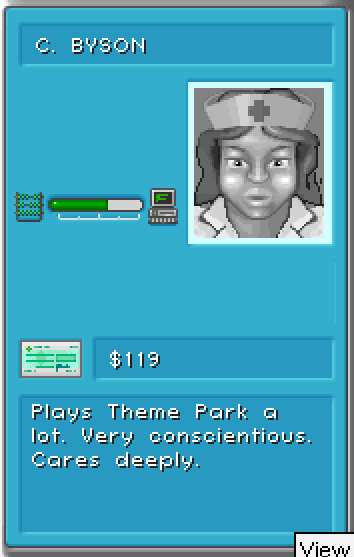 C. BYSON
$119
Plays Theme Park a
lot. Very conscientious.
Cares deeply.
View